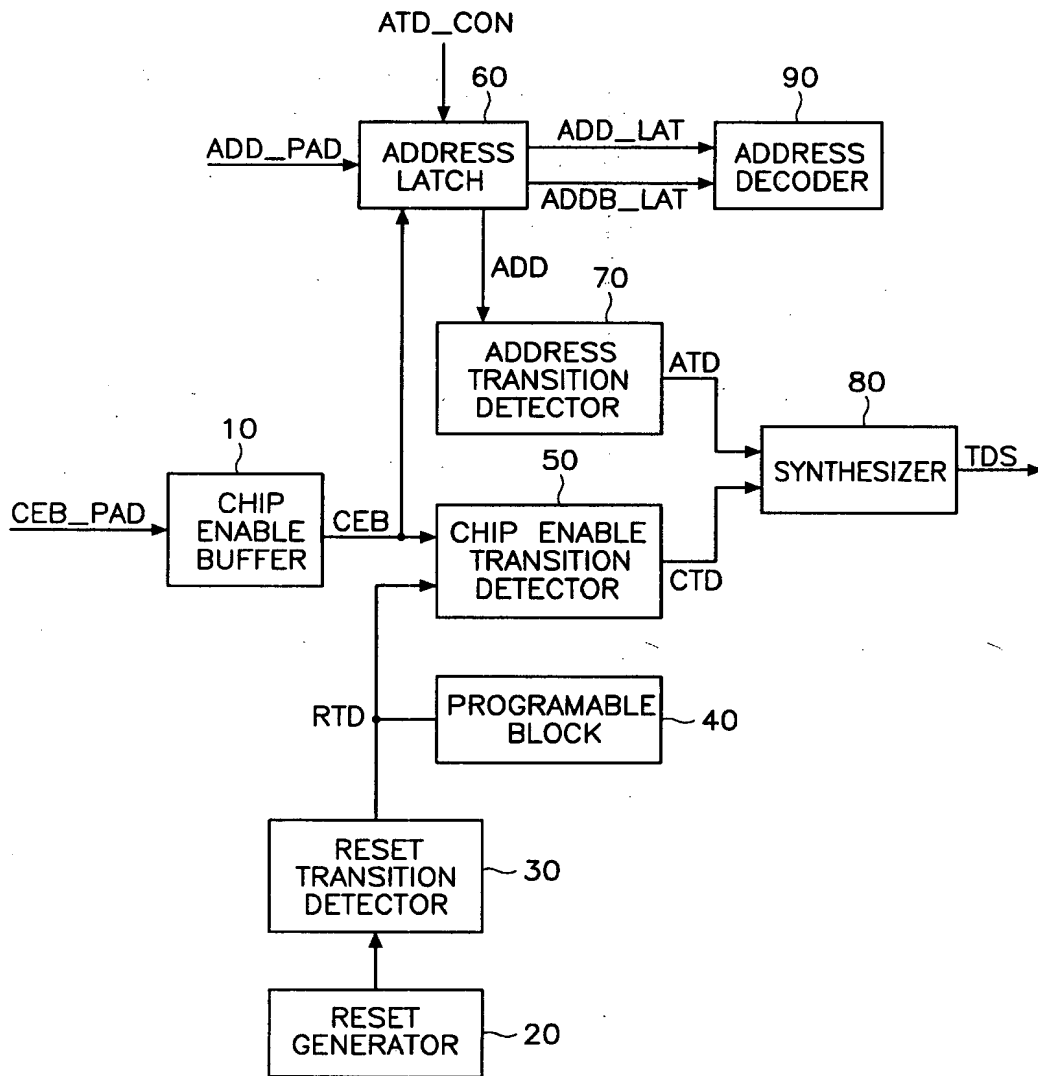 ATD_CON
60
90
ADD_PAD
ADDRESS
LATCH
ADD_LAT
ADDB_LAT
ADDRESS
DECODER
ADD
70
ADDRESS
TRANSITION
DETECTOR
ATD
80
SYNTHESIZER
TDS
10
CEB_PAD
CHIP
ENABLE
BUFFER
CEB
50
CHIP ENABLE
TRANSITION
DETECTOR
CTD
RTD
PROGRAMABLE
BLOCK
40
RESET
TRANSITION
DETECTOR
30
RESET
GENERATOR
20